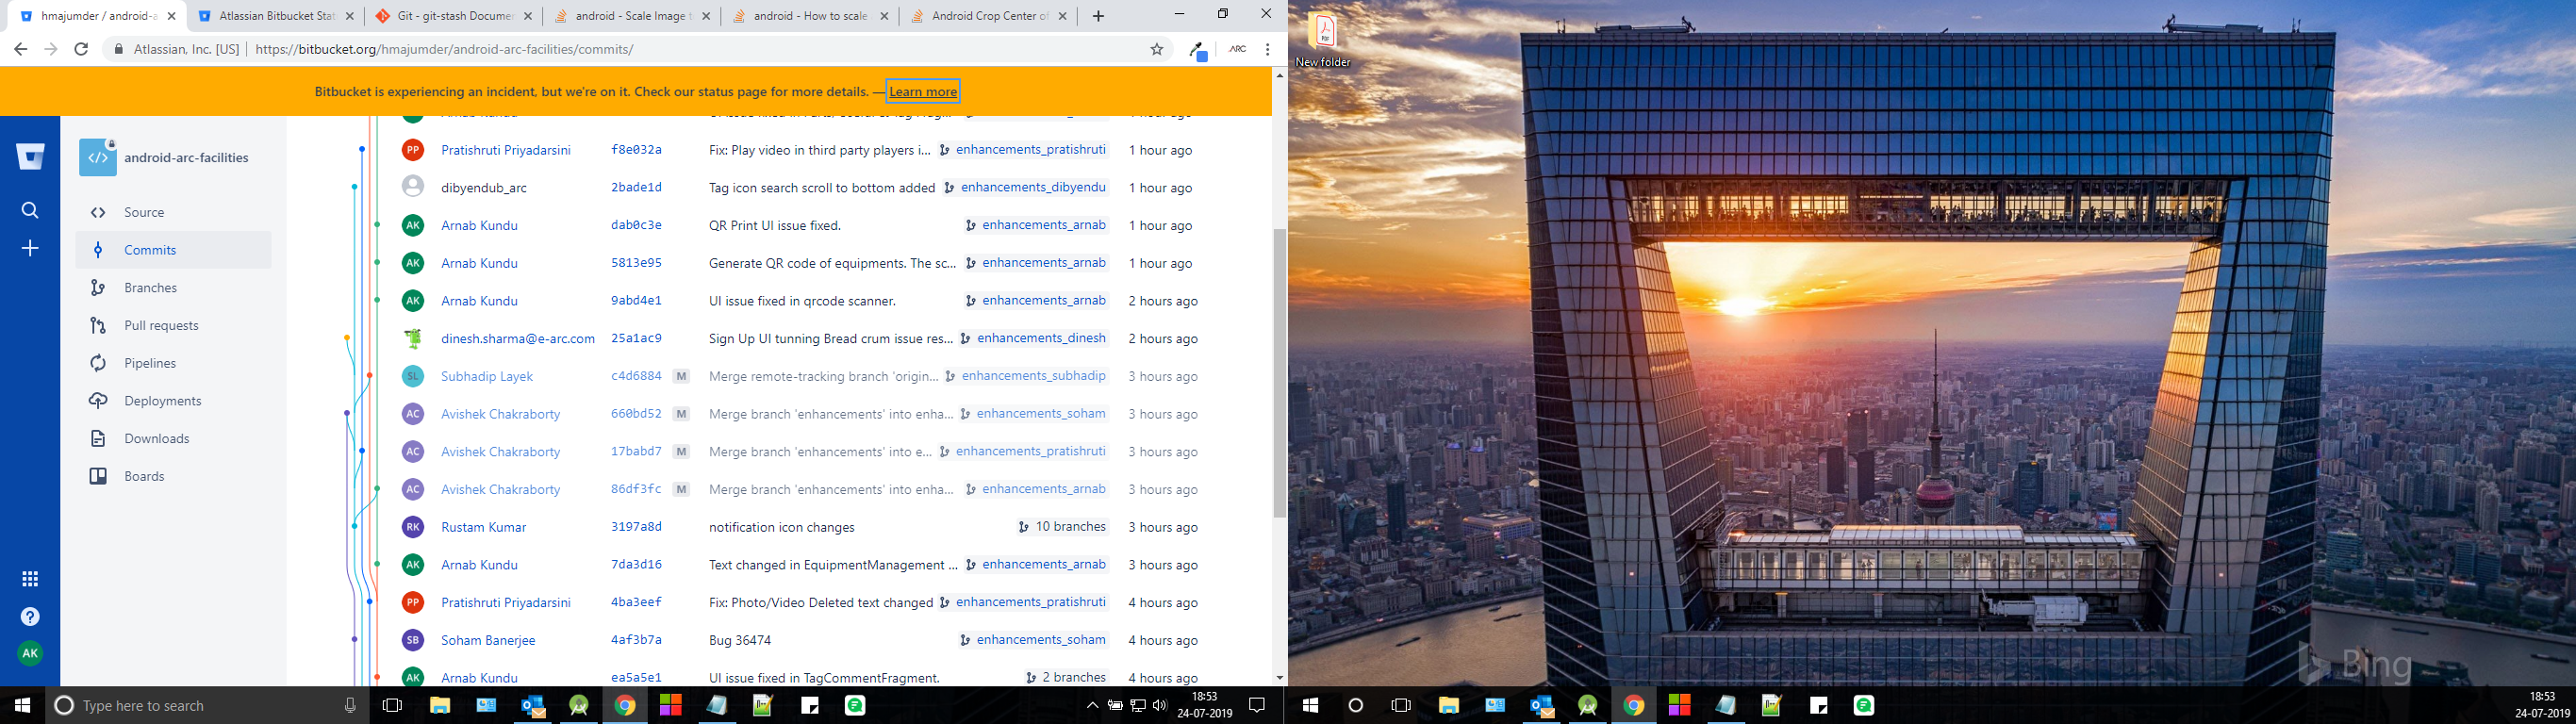 hmajumder / android-a
Atlassian Bitbucket Stat
Git - git-stash Documen
android - Scale Image t
android - How to scale
Android Crop Center of
Atlassian, Inc. [US] | https://bitbucket.org/hmajumder/android-arc-facilities/commits/
ARC
Bitbucket is experiencing an incident, but we're on it. Check our status page for more details. — Learn more
android-arc-facilities
Source
Commits
Branches
Pull requests
Pipelines
Deployments
Downloads
Boards
AK
PP Pratishruti Priyadarsini f8e032a Fix: Play video in third party players i... enhancements_pratishruti 1 hour ago
dibyendub_arc 2bade1d Tag icon search scroll to bottom added enhancements_dibyendu 1 hour ago
AK Arnab Kundu dab0c3e QR Print UI issue fixed. enhancements_arnab 1 hour ago
AK Arnab Kundu 5813e95 Generate QR code of equipments. The sc... enhancements_arnab 1 hour ago
AK Arnab Kundu 9abd4e1 UI issue fixed in qrcode scanner. enhancements_arnab 2 hours ago
dinesh.sharma@e-arc.com 25a1ac9 Sign Up UI tunning Bread crum issue res... enhancements_dinesh 2 hours ago
SL Subhadip Layek c4d6884 M Merge remote-tracking branch 'origin... enhancements_subhadip 3 hours ago
AC Avishek Chakraborty 660bd52 M Merge branch 'enhancements' into enha... enhancements_soham 3 hours ago
AC Avishek Chakraborty 17babd7 M Merge branch 'enhancements' into e... enhancements_pratishruti 3 hours ago
AC Avishek Chakraborty 86df3fc M Merge branch 'enhancements' into enha... enhancements_arnab 3 hours ago
RK Rustam Kumar 3197a8d notification icon changes 10 branches 3 hours ago
AK Arnab Kundu 7da3d16 Text changed in EquipmentManagement ... enhancements_arnab 3 hours ago
PP Pratishruti Priyadarsini 4ba3eef Fix: Photo/Video Deleted text changed enhancements_pratishruti 4 hours ago
SB Soham Banerjee 4af3b7a Bug 36474 enhancements_soham 4 hours ago
AK Arnab Kundu ea5a5e1 UI issue fixed in TagCommentFragment. 2 branches 4 hours ago
Type here to search
18:53
24-07-2019
New folder
Bing
18:53
24-07-2019